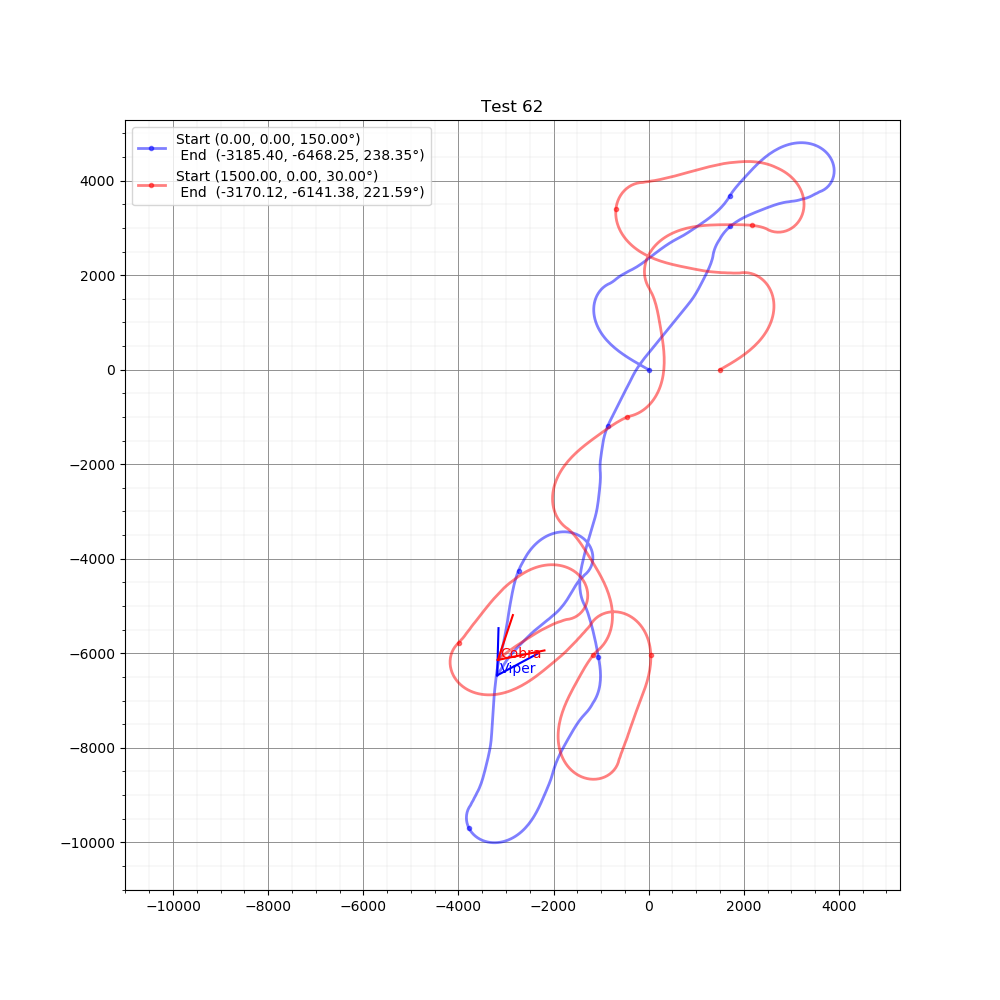 Test 62
Start (0.00, 0.00, 150.00°)
End (-3185.40, -6468.25, 238.35°)
Start (1500.00, 0.00, 30.00°)
End (-3170.12, -6141.38, 221.59°)
4000
2000
0
−2000
−4000
−6000
−8000
−10000
Cobra
Viper
−10000 −8000 −6000 −4000 −2000 0 2000 4000